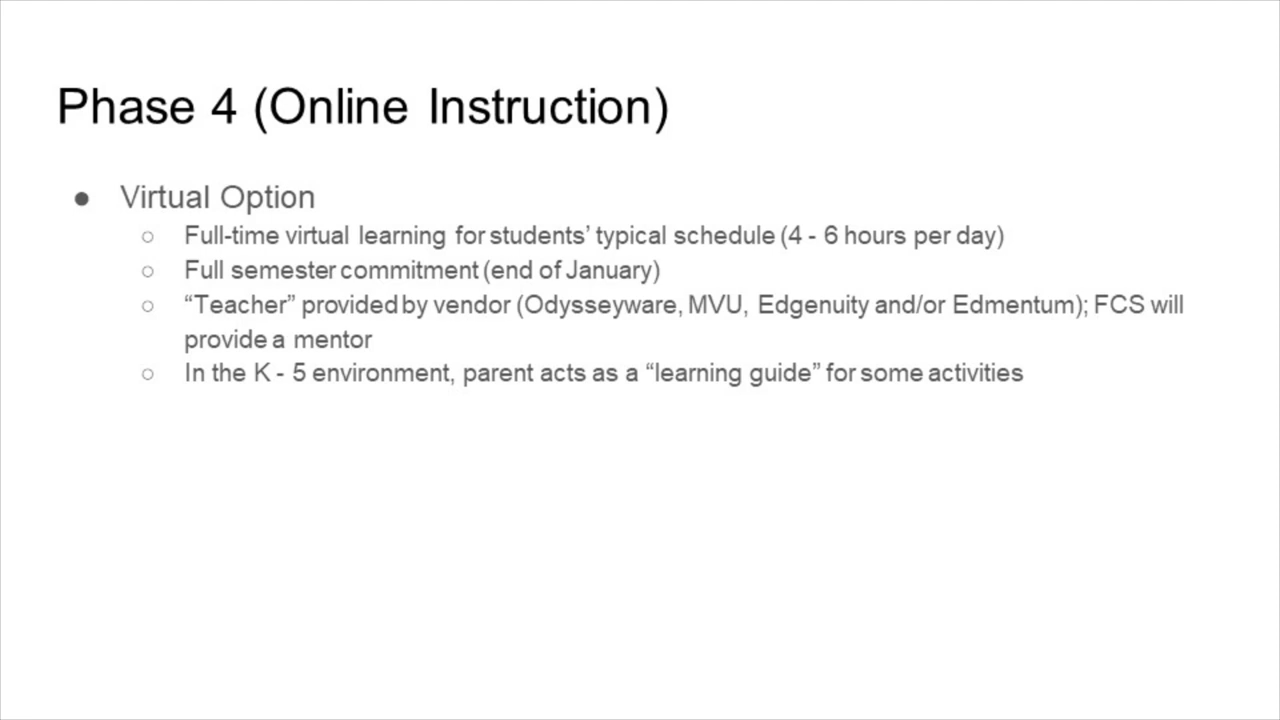 Phase 4 (Online Instruction)
● Virtual Option
○ Full-time virtual learning for students’ typical schedule (4 - 6 hours per day)
○ Full semester commitment (end of January)
○ “Teacher” provided by vendor (Odysseyware, MVU, Edgenuity and/or Edmentum); FCS will
provide a mentor
○ In the K - 5 environment, parent acts as a “learning guide” for some activities